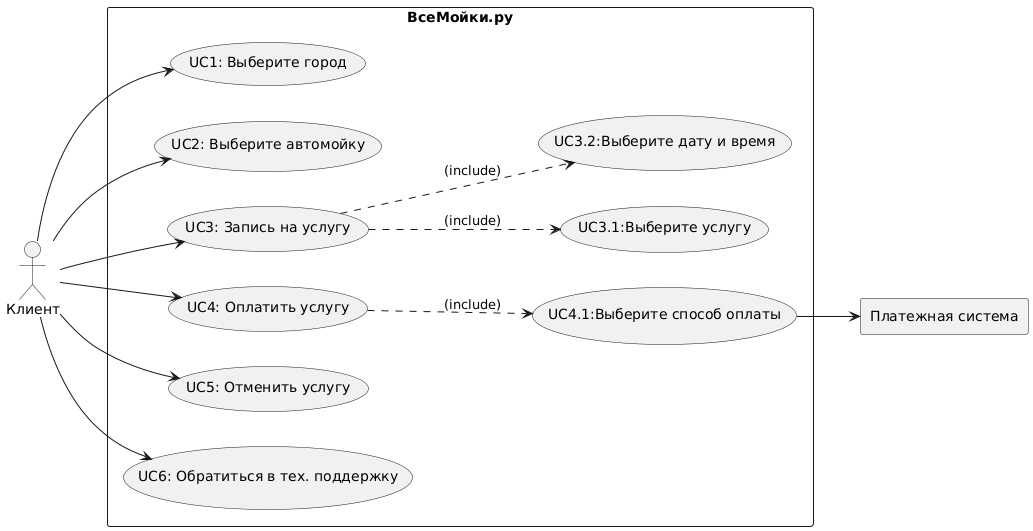 ВсеМойки.ру
UC1: Выберите город
UC2: Выберите автомойку
UC3.2:Выберите дату и время
(include)
UC3: Запись на услугу
(include)
UC3.1:Выберите услугу
Клиент
UC4: Оплатить услугу
(include)
UC4.1:Выберите способ оплаты
Платежная система
UC5: Отменить услугу
UC6: Обратиться в тех. поддержку